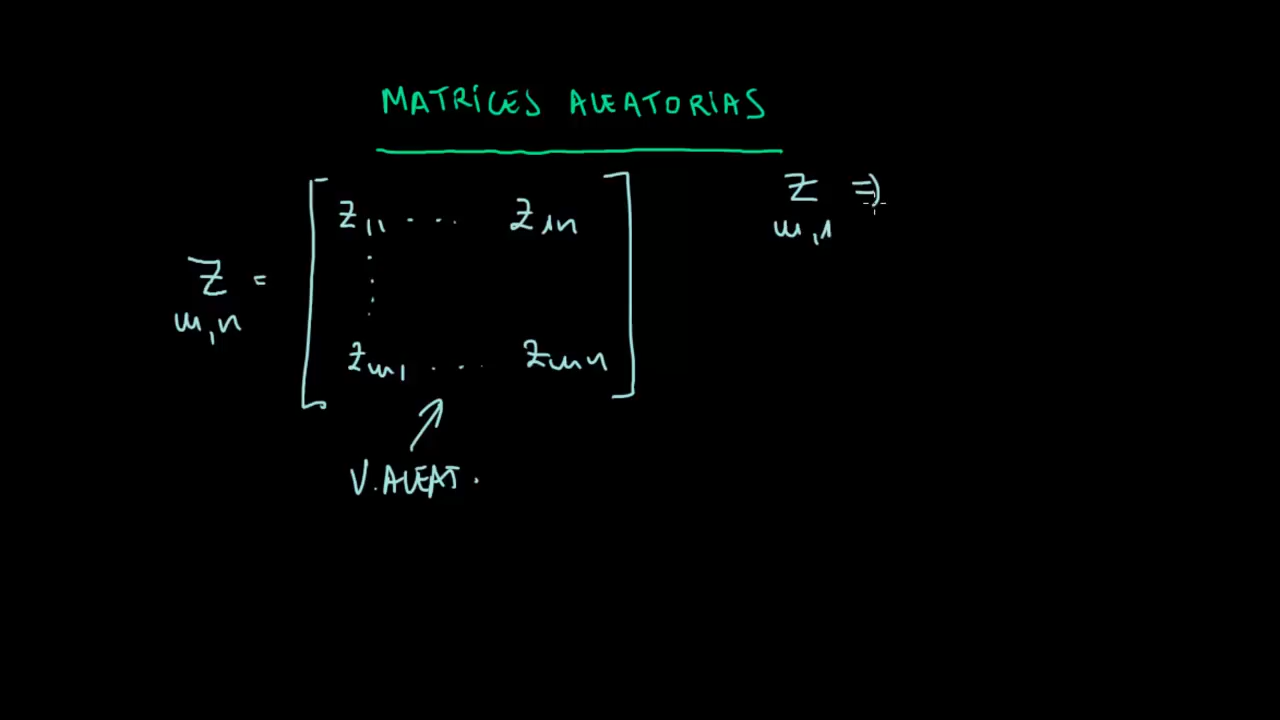 MATRICES ALEATORIAS
Z m,n = [ z11 ... z1n
⋮
zm1 ... zmn ]
V. ALEAT.
Z m,1 ⇒